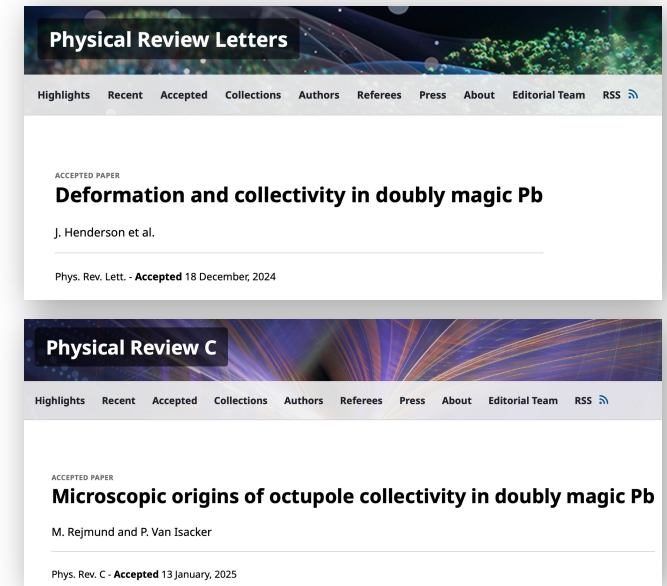 Physical Review Letters
Highlights Recent Accepted Collections Authors Referees Press About Editorial Team RSS
ACCEPTED PAPER
Deformation and collectivity in doubly magic Pb
J. Henderson et al.
Phys. Rev. Lett. - Accepted 18 December, 2024
Physical Review C
Highlights Recent Accepted Collections Authors Referees Press About Editorial Team RSS
ACCEPTED PAPER
Microscopic origins of octupole collectivity in doubly magic Pb
M. Rejmund and P. Van Isacker
Phys. Rev. C - Accepted 13 January, 2025